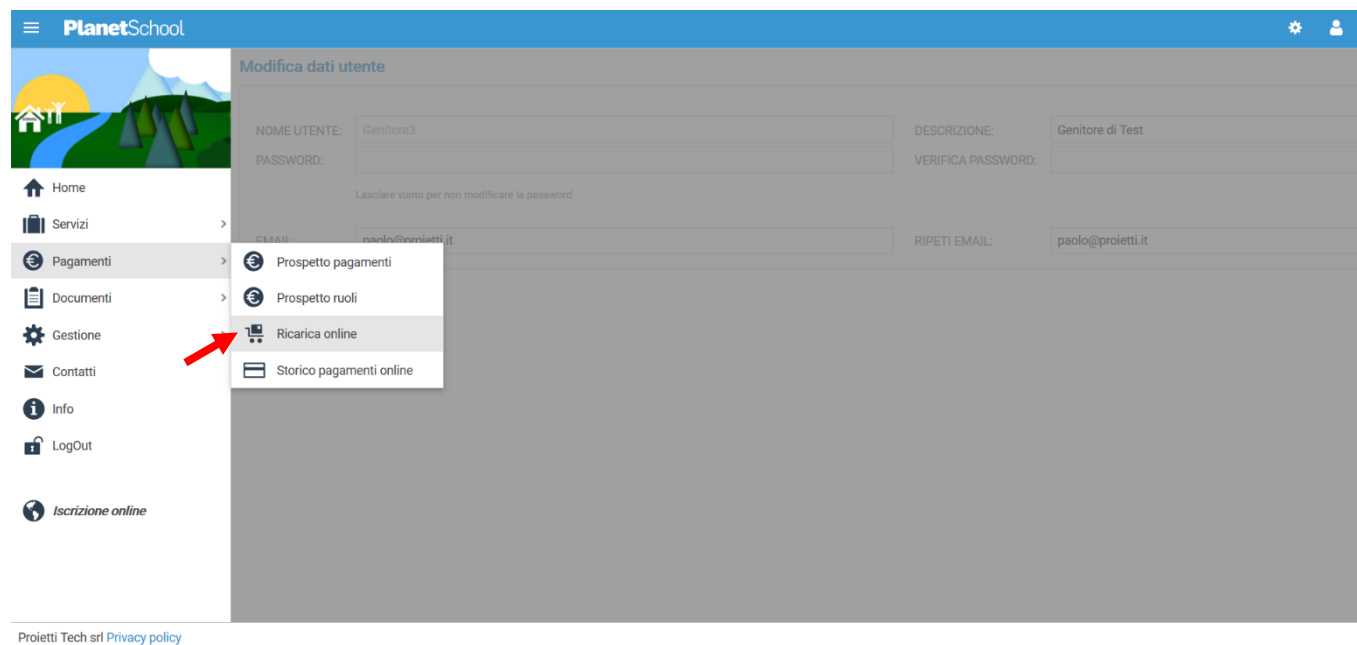 PlanetSchool
Modifica dati utente
NOME UTENTE: Genitore3 DESCRIZIONE: Genitore di Test
PASSWORD: VERIFICA PASSWORD:
Lasciare vuoto per non modificare la password
EMAIL: paolo@proietti.it RIPETI EMAIL: paolo@proietti.it
Home
Servizi
Pagamenti
Documenti
Gestione
Contatti
Info
LogOut
Iscrizione online
Prospetto pagamenti
Prospetto ruoli
Ricarica online
Storico pagamenti online
Proietti Tech srl Privacy policy